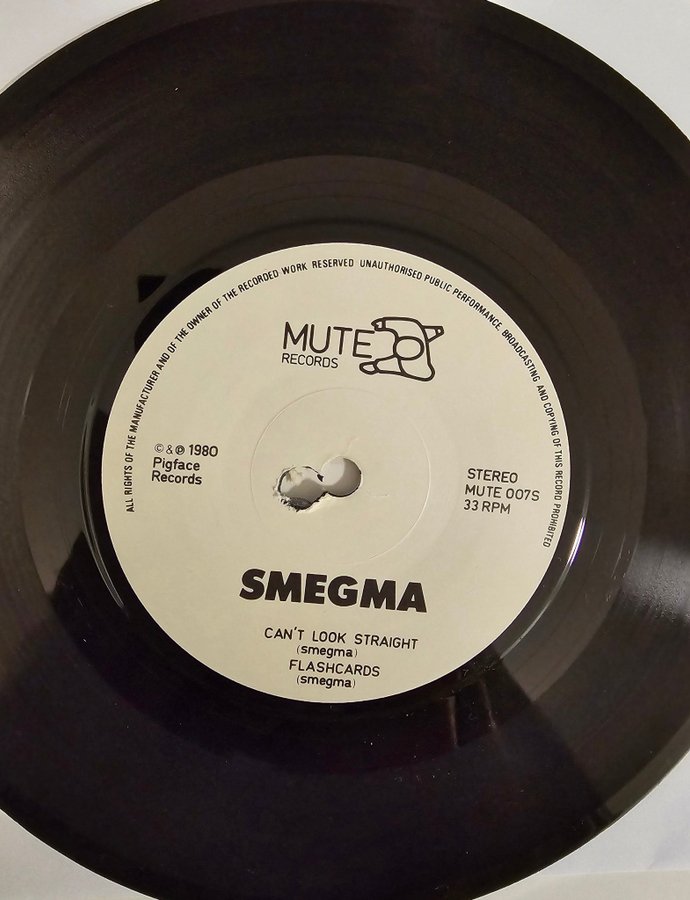 ALL RIGHTS OF THE MANUFACTURER AND OF THE OWNER OF THE RECORDED WORK RESERVED UNAUTHORISED PUBLIC PERFORMANCE, BROADCASTING AND COPYING OF THIS RECORD PROHIBITED
MUTE
RECORDS
© & ℗ 1980
Pigface
Records
STEREO
MUTE 007S
33 RPM
SMEGMA
CAN'T LOOK STRAIGHT
(smegma)
FLASHCARDS
(smegma)